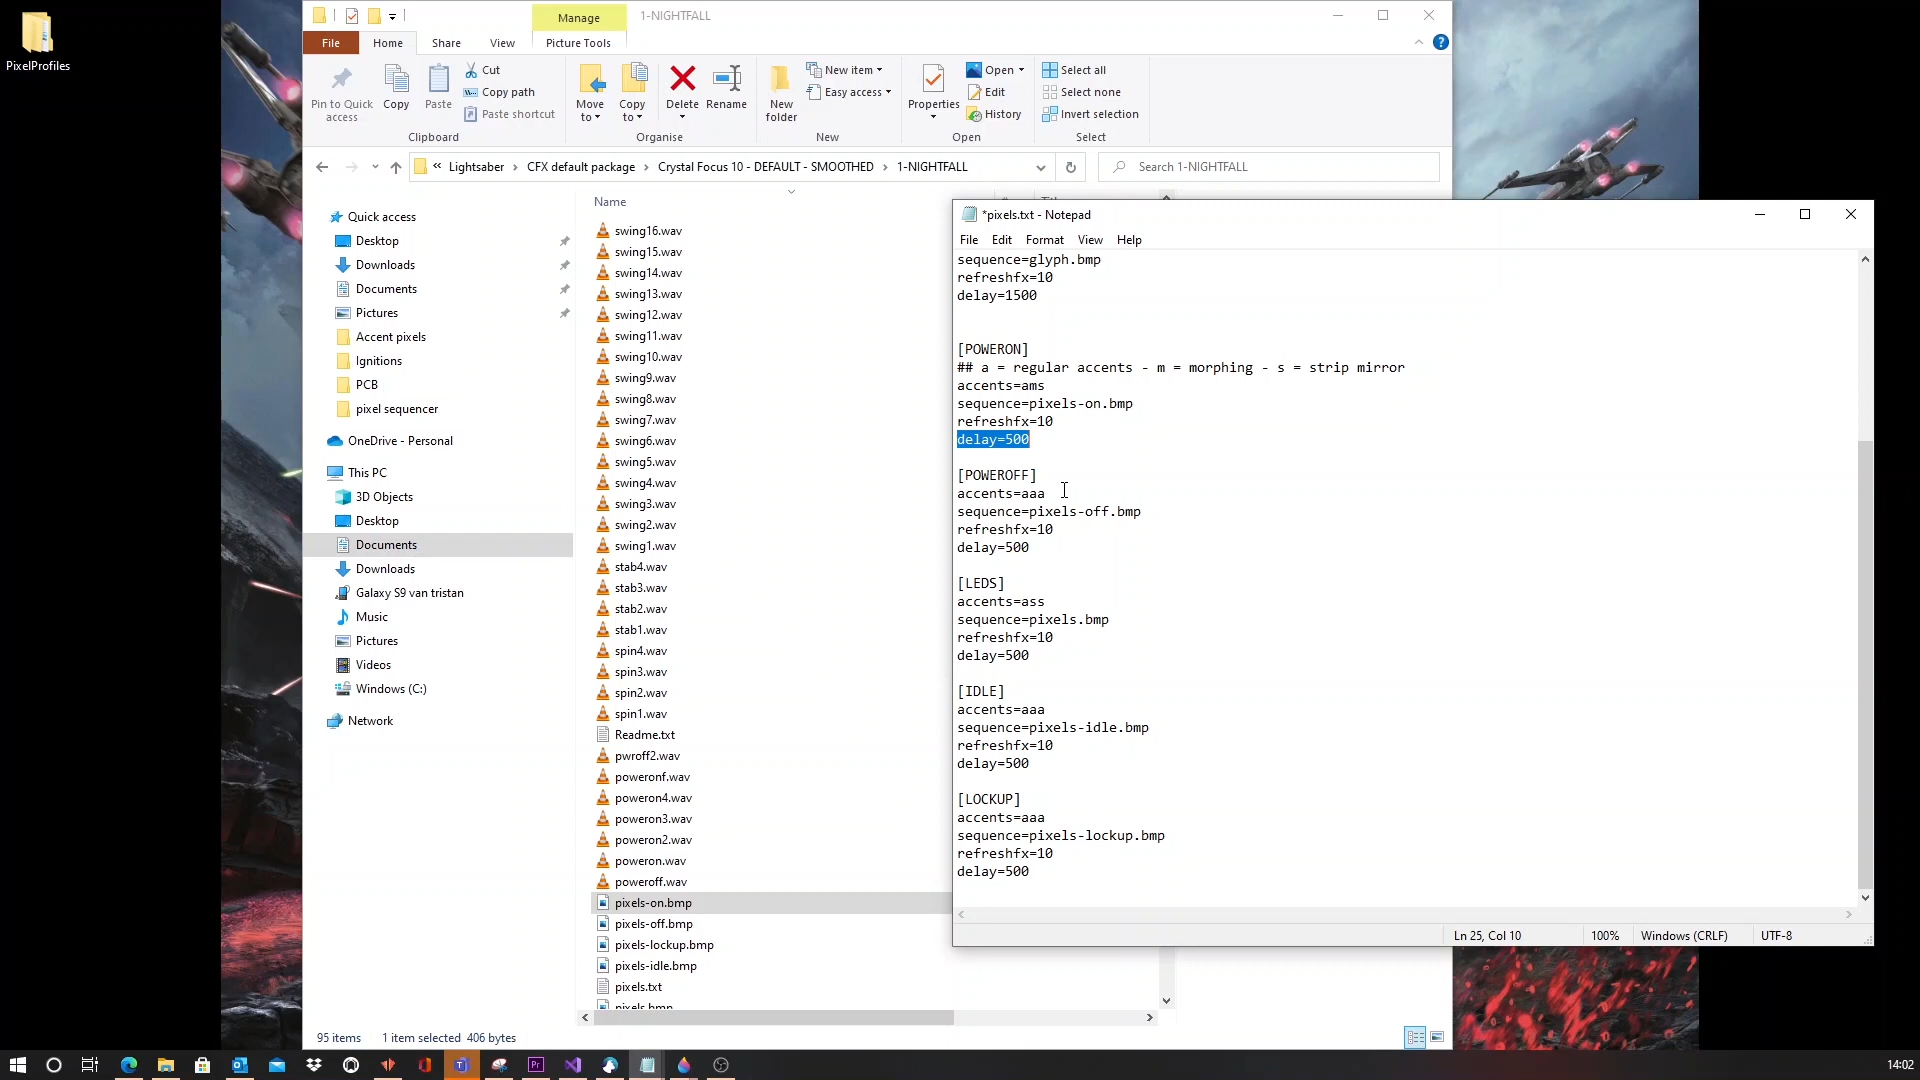 PixelProfiles
Manage
1-NIGHTFALL
File
Home
Share
View
Picture Tools
?
Pin to Quick access
Copy
Paste
Cut
Copy path
Paste shortcut
Clipboard
Move to
Copy to
Delete
Rename
Organise
New folder
New item
Easy access
New
Properties
Open
Edit
History
Open
Select all
Select none
Invert selection
Select
« Lightsaber > CFX default package > Crystal Focus 10 - DEFAULT - SMOOTHED > 1-NIGHTFALL
Search 1-NIGHTFALL
Quick access
Desktop
Downloads
Documents
Pictures
Accent pixels
Ignitions
PCB
pixel sequencer
OneDrive - Personal
This PC
3D Objects
Desktop
Documents
Downloads
Galaxy S9 van tristan
Music
Pictures
Videos
Windows (C:)
Network
Name
swing16.wav
swing15.wav
swing14.wav
swing13.wav
swing12.wav
swing11.wav
swing10.wav
swing9.wav
swing8.wav
swing7.wav
swing6.wav
swing5.wav
swing4.wav
swing3.wav
swing2.wav
swing1.wav
stab4.wav
stab3.wav
stab2.wav
stab1.wav
spin4.wav
spin3.wav
spin2.wav
spin1.wav
Readme.txt
pwroff2.wav
poweronf.wav
poweron4.wav
poweron3.wav
poweron2.wav
poweron.wav
poweroff.wav
pixels-on.bmp
pixels-off.bmp
pixels-lockup.bmp
pixels-idle.bmp
pixels.txt
pixels.bmp
95 items
1 item selected 406 bytes
*pixels.txt - Notepad
File
Edit
Format
View
Help
sequence=glyph.bmp
refreshfx=10
delay=1500
[POWERON]
## a = regular accents - m = morphing - s = strip mirror
accents=ams
sequence=pixels-on.bmp
refreshfx=10
delay=500
[POWEROFF]
accents=aaa
sequence=pixels-off.bmp
refreshfx=10
delay=500
[LEDS]
accents=ass
sequence=pixels.bmp
refreshfx=10
delay=500
[IDLE]
accents=aaa
sequence=pixels-idle.bmp
refreshfx=10
delay=500
[LOCKUP]
accents=aaa
sequence=pixels-lockup.bmp
refreshfx=10
delay=500
Ln 25, Col 10
100%
Windows (CRLF)
UTF-8
14:02